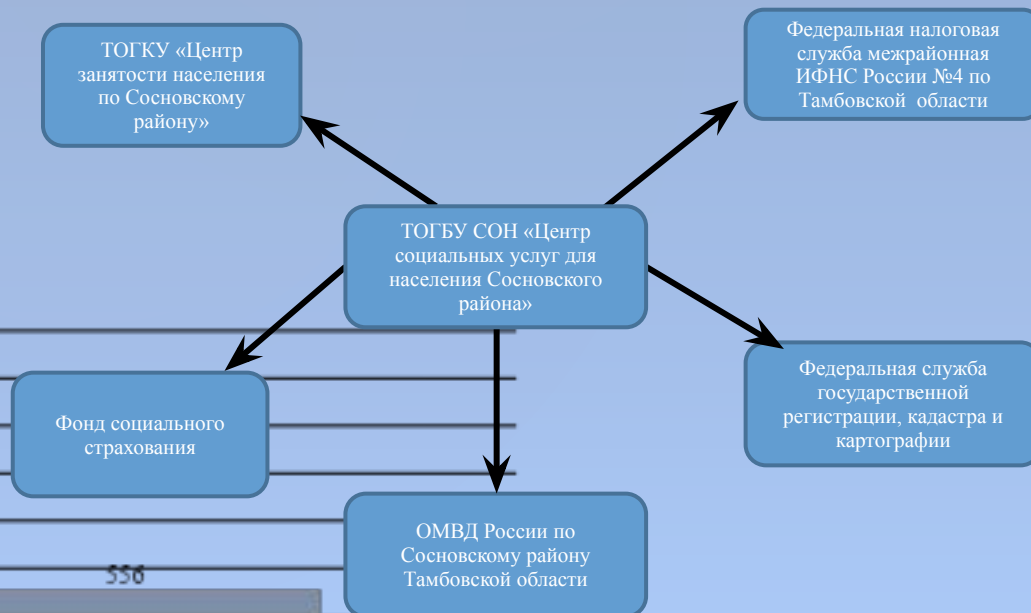 ТОГКУ «Центр
занятости населения
по Сосновскому
району»
Федеральная налоговая
служба межрайонная
ИФНС России №4 по
Тамбовской области
ТОГБУ СОН «Центр
социальных услуг для
населения Сосновского
района»
Фонд социального
страхования
Федеральная служба
государственной
регистрации, кадастра и
картографии
ОМВД России по
Сосновскому району
Тамбовской области
556